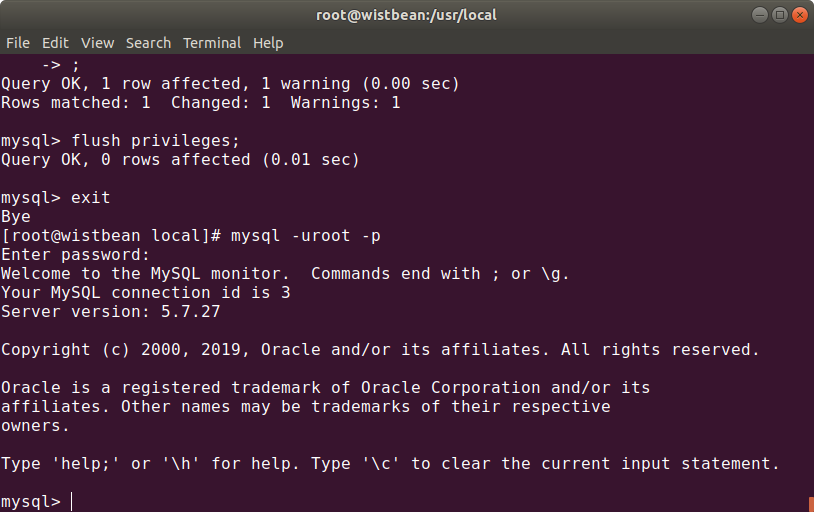 root@wistbean:/usr/local
File Edit View Search Terminal Help
-> ;
Query OK, 1 row affected, 1 warning (0.00 sec)
Rows matched: 1  Changed: 1  Warnings: 1
mysql> flush privileges;
Query OK, 0 rows affected (0.01 sec)
mysql> exit
Bye
[root@wistbean local]# mysql -uroot -p
Enter password:
Welcome to the MySQL monitor.  Commands end with ; or \g.
Your MySQL connection id is 3
Server version: 5.7.27
Copyright (c) 2000, 2019, Oracle and/or its affiliates. All rights reserved.
Oracle is a registered trademark of Oracle Corporation and/or its
affiliates. Other names may be trademarks of their respective
owners.
Type 'help;' or '\h' for help. Type '\c' to clear the current input statement.
mysql>